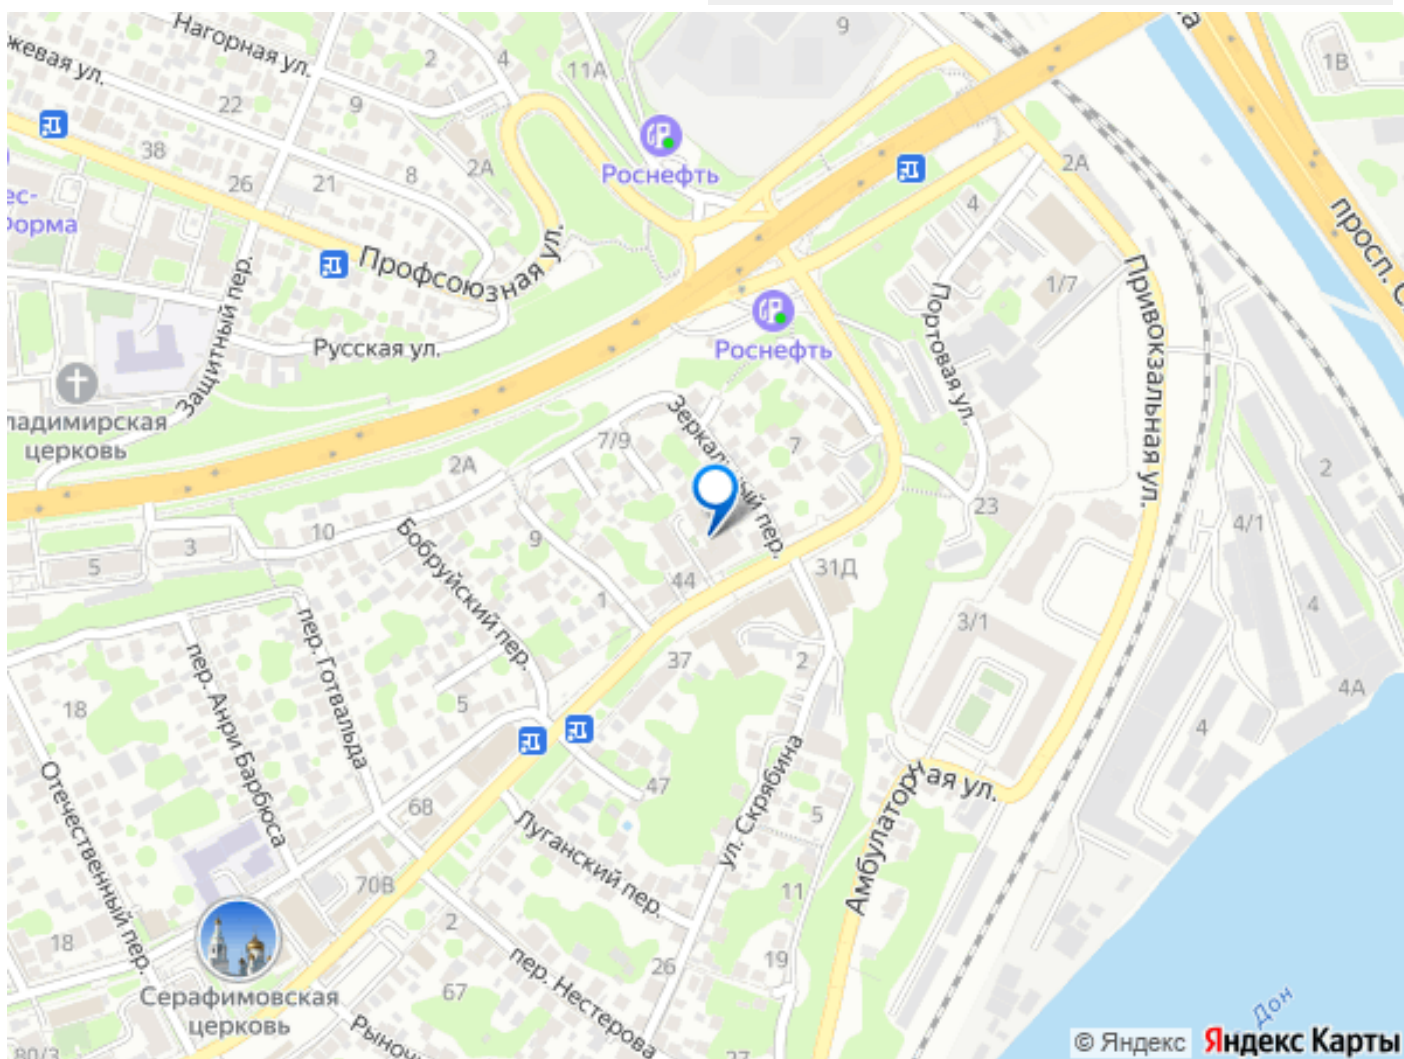 Нагорная ул.
2
4
9
11А
1В
жевая ул.
22
9
38
2А
8
26
21
Роснефть
2А
4
ес-
Форма
Профсоюзная ул.
Защитный пер.
1/7
Портовая ул.
Привокзальная ул.
просп. С
Русская ул.
Роснефть
ладимирская
церковь
7/9
Зеркальный пер.
7
2А
2
23
4/1
10
3
5
Бобруйский пер.
9
44
31Д
1
4
3/1
пер. Готвальда
пер. Анри Барбюса
37
2
4А
18
5
4
Отечественный пер.
47
ул. Скрябина
Амбулаторная ул.
68
5
Луганский пер.
70В
11
2
18
пер. Нестерова
26
19
Серафимовская
церковь
67
Рыночн
80/3
27
Дон
© Яндекс Яндекс Карты